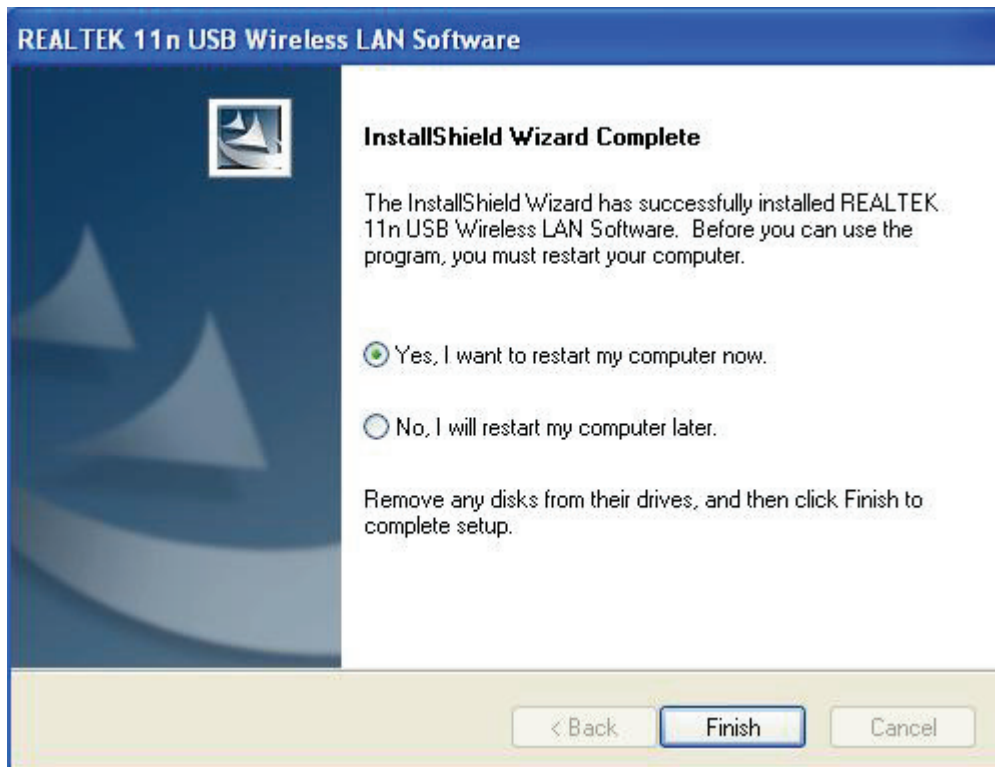 REALTEK 11n USB Wireless LAN Software
InstallShield Wizard Complete
The InstallShield Wizard has successfully installed REALTEK
11n USB Wireless LAN Software.  Before you can use the
program, you must restart your computer.
Yes, I want to restart my computer now.
No, I will restart my computer later.
Remove any disks from their drives, and then click Finish to
complete setup.
< Back
Finish
Cancel